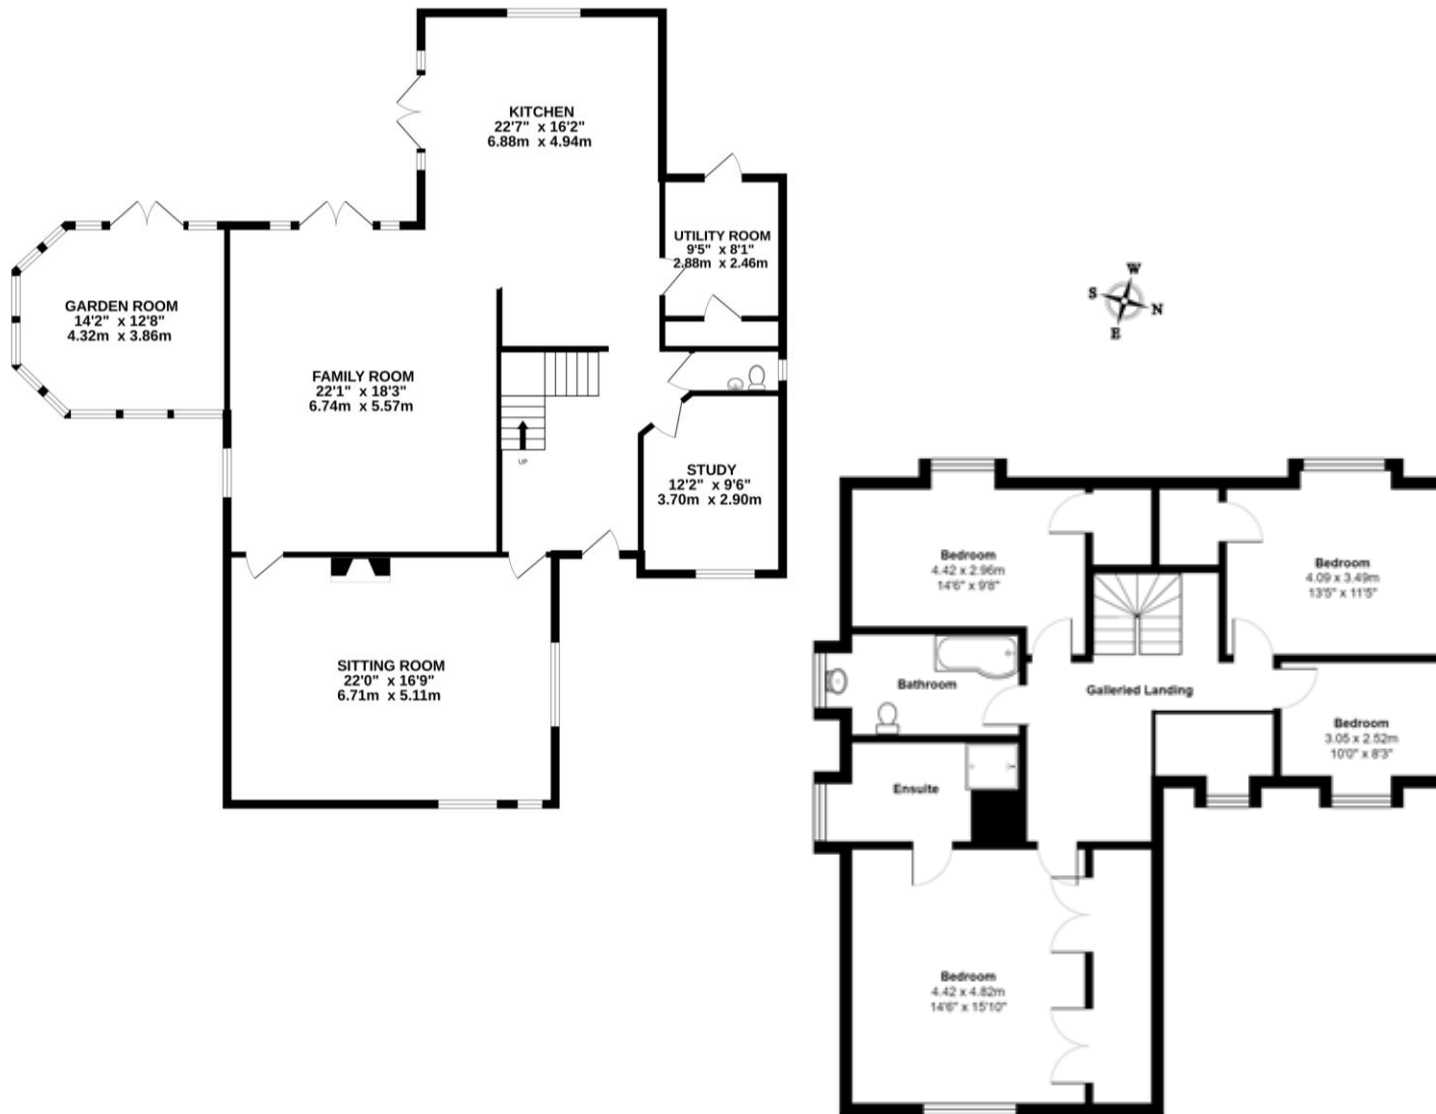 KITCHEN
22'7" x 16'2"
6.88m x 4.94m
UTILITY ROOM
9'5" x 8'1"
2.88m x 2.46m
GARDEN ROOM
14'2" x 12'8"
4.32m x 3.86m
FAMILY ROOM
22'1" x 18'3"
6.74m x 5.57m
UP
STUDY
12'2" x 9'6"
3.70m x 2.90m
SITTING ROOM
22'0" x 16'9"
6.71m x 5.11m
W
S
N
E
Bedroom
4.42 x 2.96m
14'6" x 9'8"
Bedroom
4.09 x 3.49m
13'5" x 11'5"
Bathroom
Galleried Landing
Bedroom
3.05 x 2.52m
10'0" x 8'3"
Ensuite
Bedroom
4.42 x 4.82m
14'6" x 15'10"